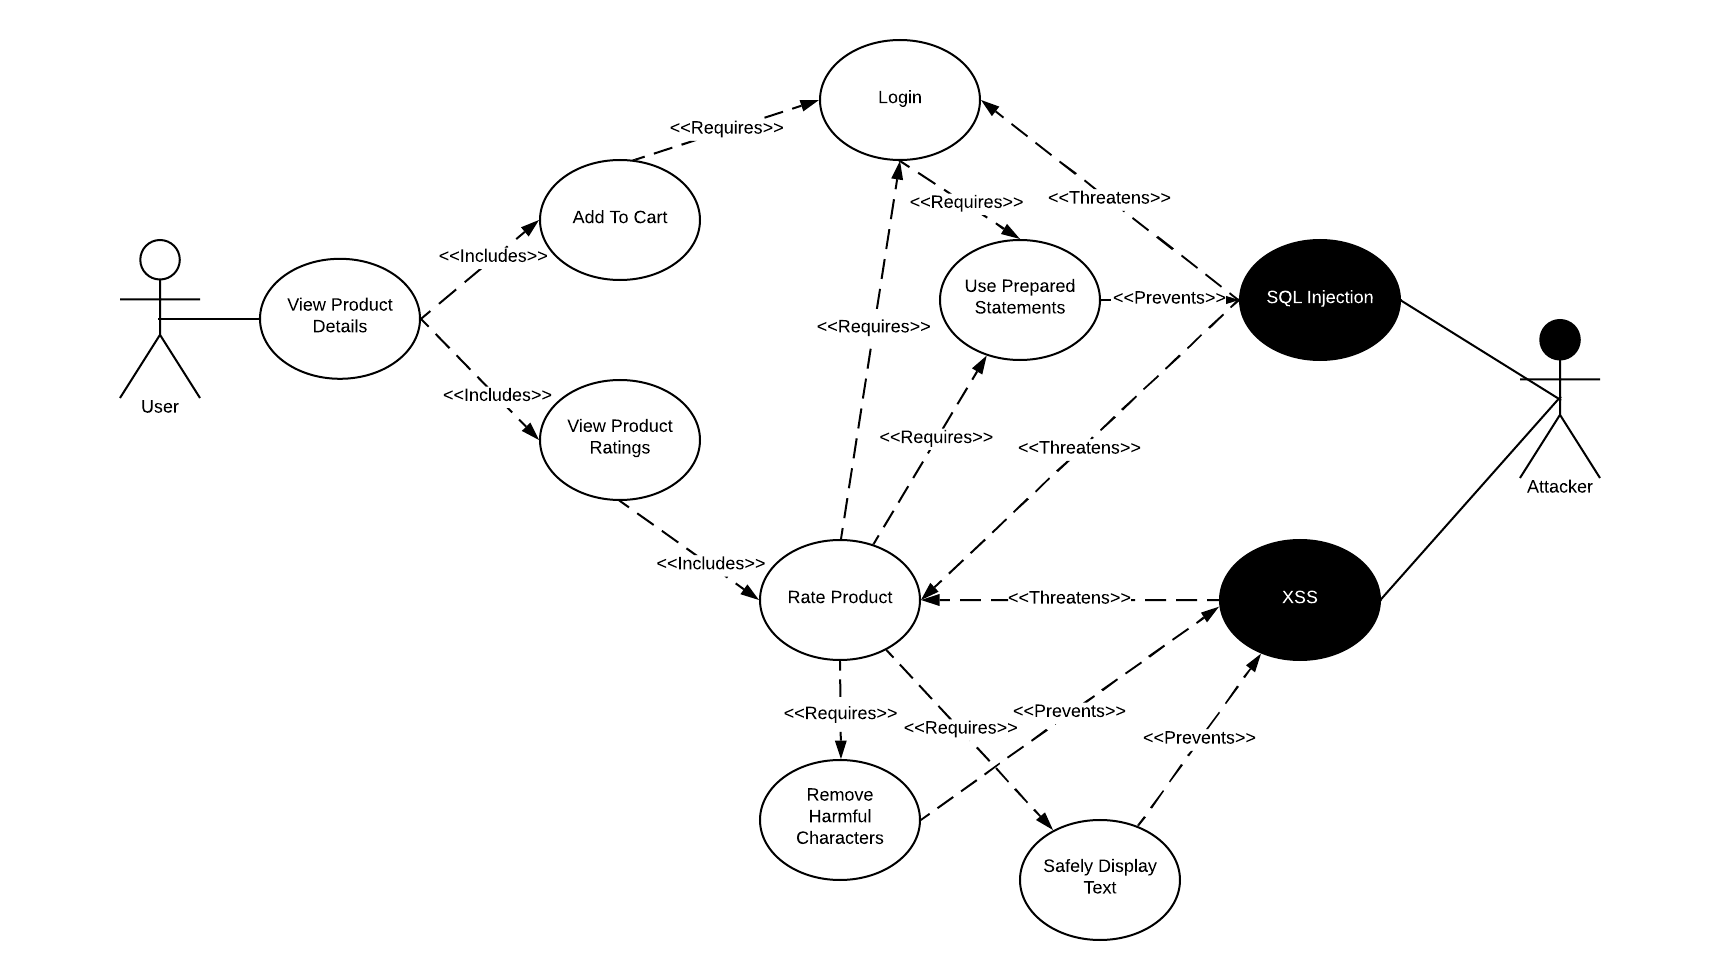 Login
<<Requires>>
<<Requires>>
<<Threatens>>
Add To Cart
<<Includes>>
View Product
Details
Use Prepared
Statements
<<Prevents>>
SQL Injection
<<Requires>>
User
<<Includes>>
View Product
Ratings
<<Requires>>
<<Threatens>>
Attacker
<<Includes>>
Rate Product
<<Threatens>>
XSS
<<Requires>>
<<Requires>>
<<Prevents>>
<<Prevents>>
Remove
Harmful
Characters
Safely Display
Text